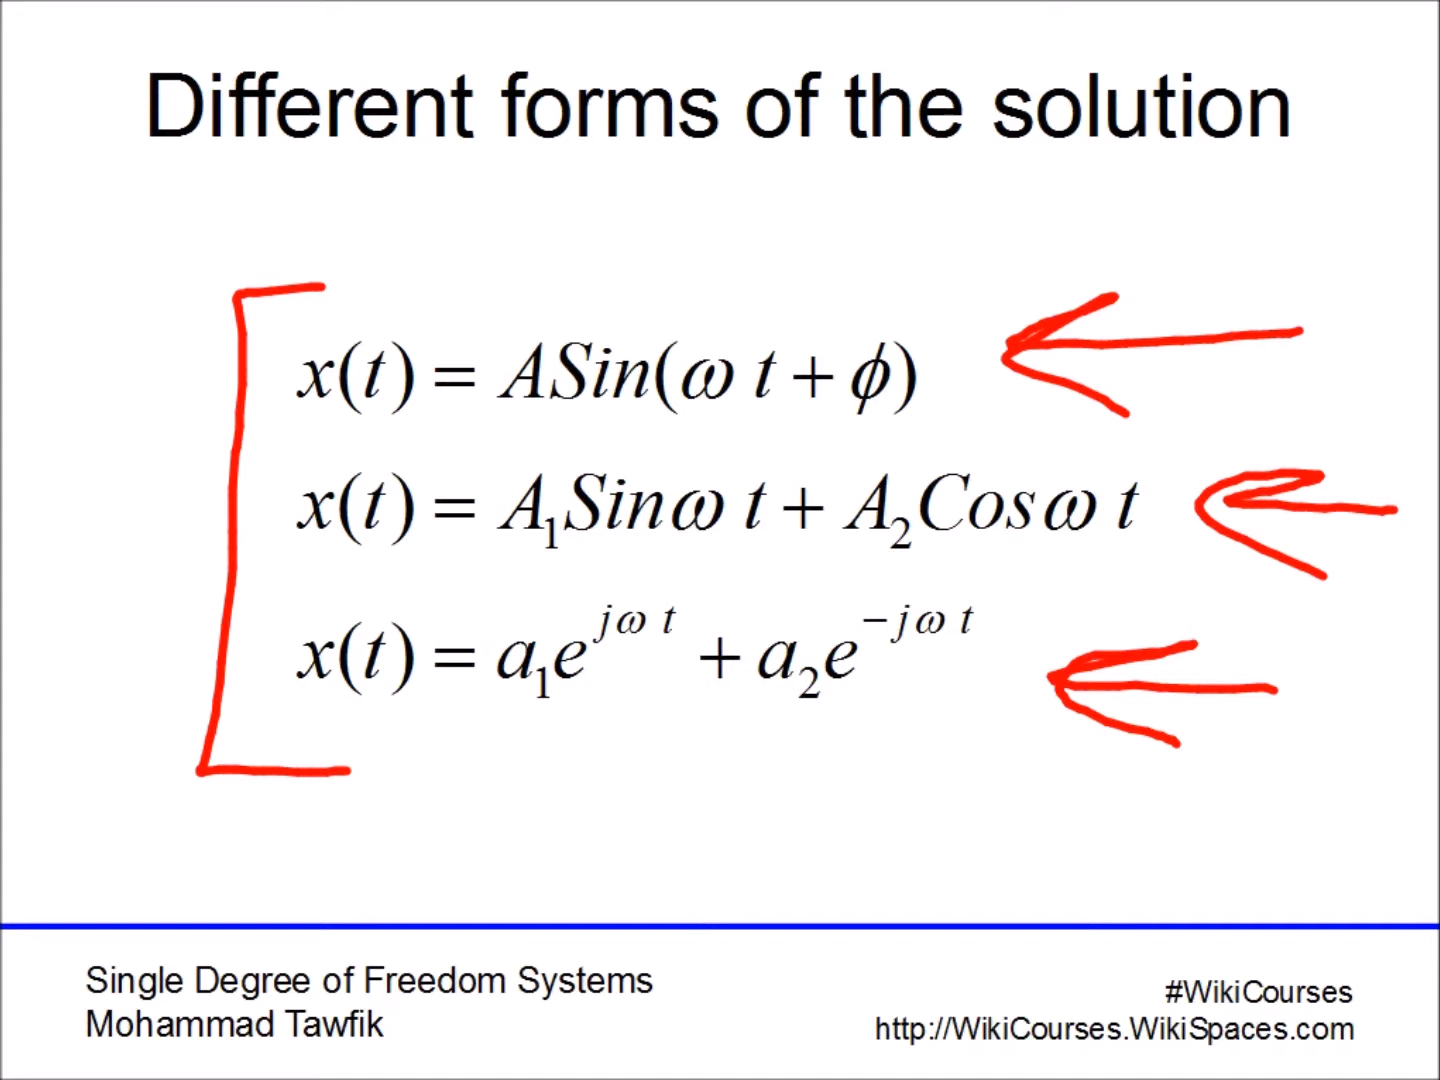 Different forms of the solution
x(t) = ASin(ω t + ϕ)
x(t) = A₁Sinω t + A₂Cosω t
x(t) = a₁e^{jω t} + a₂e^{−jω t}
Single Degree of Freedom Systems
Mohammad Tawfik
#WikiCourses
http://WikiCourses.WikiSpaces.com